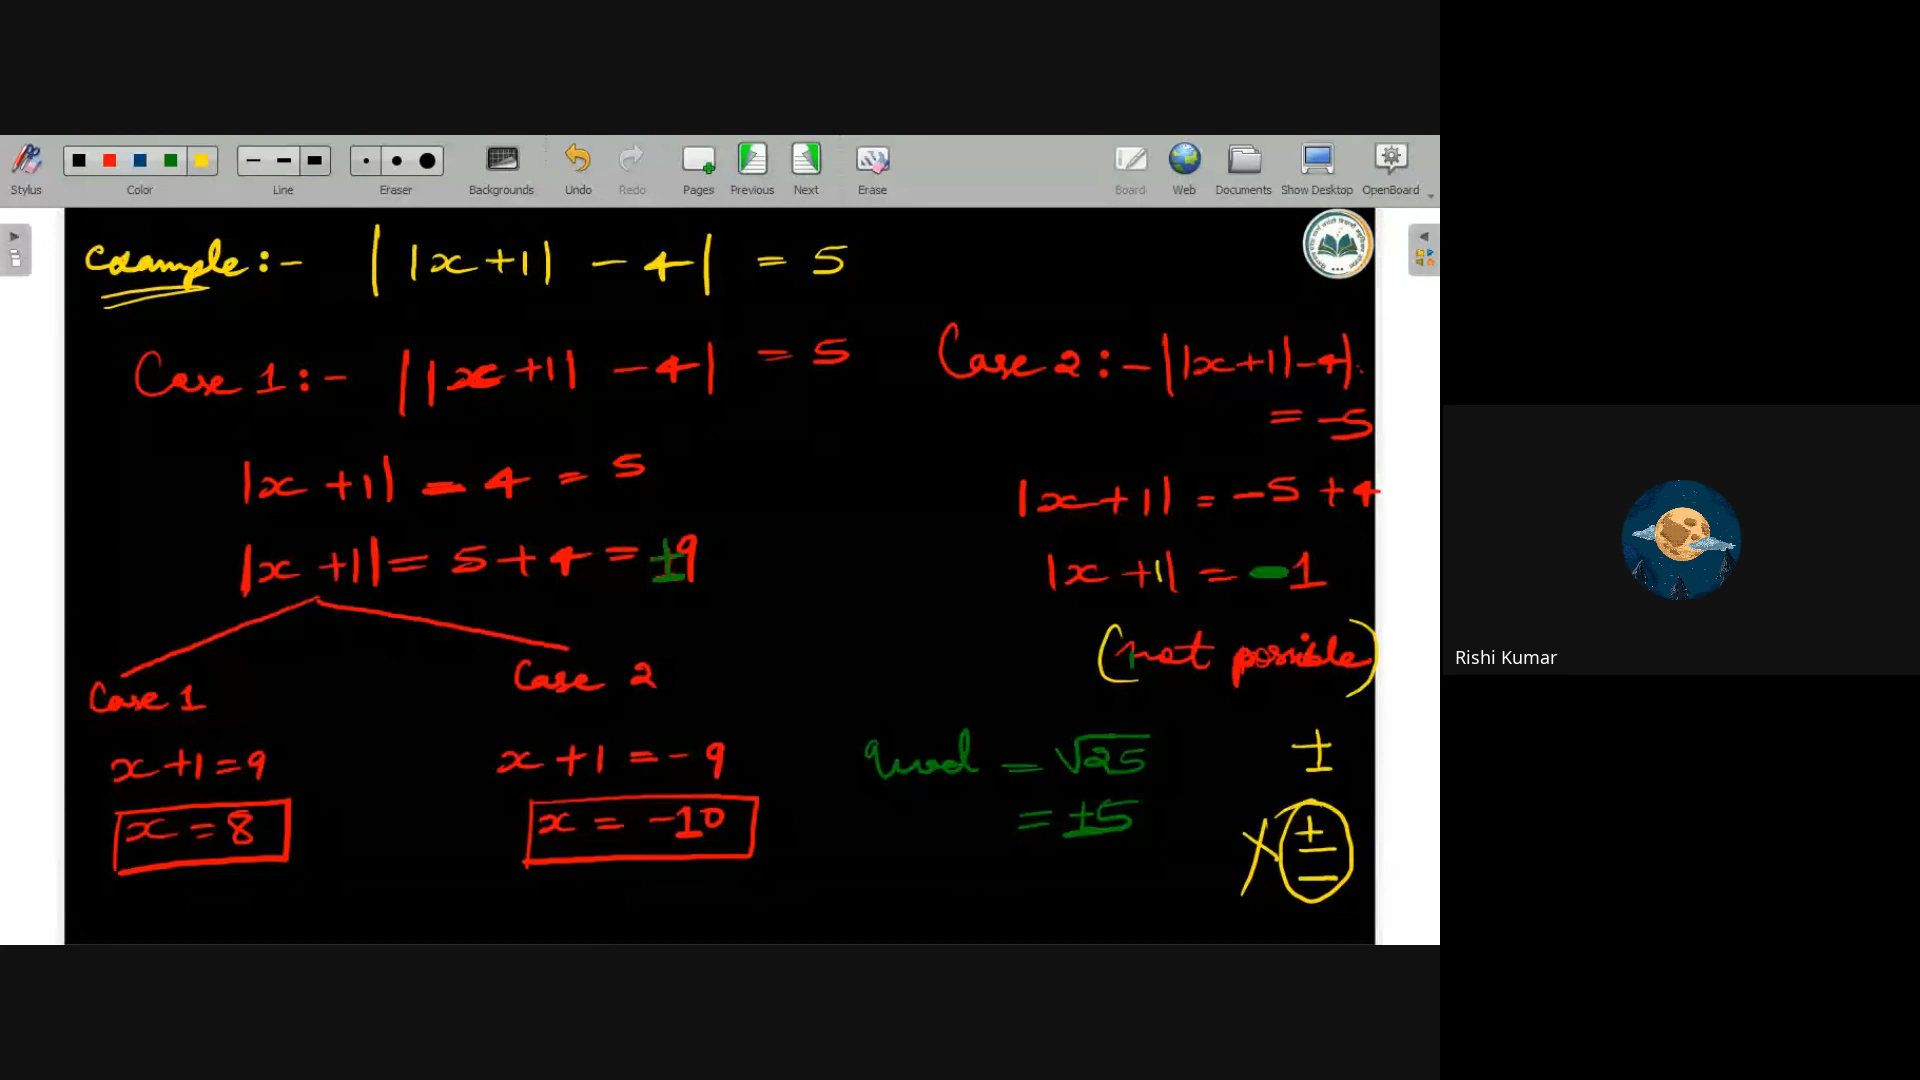 Stylus
Color
Line
Eraser
Backgrounds
Undo
Redo
Pages
Previous
Next
Erase
Board
Web
Documents
Show Desktop
OpenBoard
Example:- ||x+1| - 4| = 5
Case 1:- ||x+1| - 4| = 5
|x+1| - 4 = 5
|x+1| = 5+4 = ±9
Case 1
x+1=9
x = 8
Case 2
x+1 = -9
x = -10
Case 2:- ||x+1|-4|
= -5
|x+1| = -5+4
|x+1| = -1
(not possible)
= √25
= ±5
±
±
Rishi Kumar